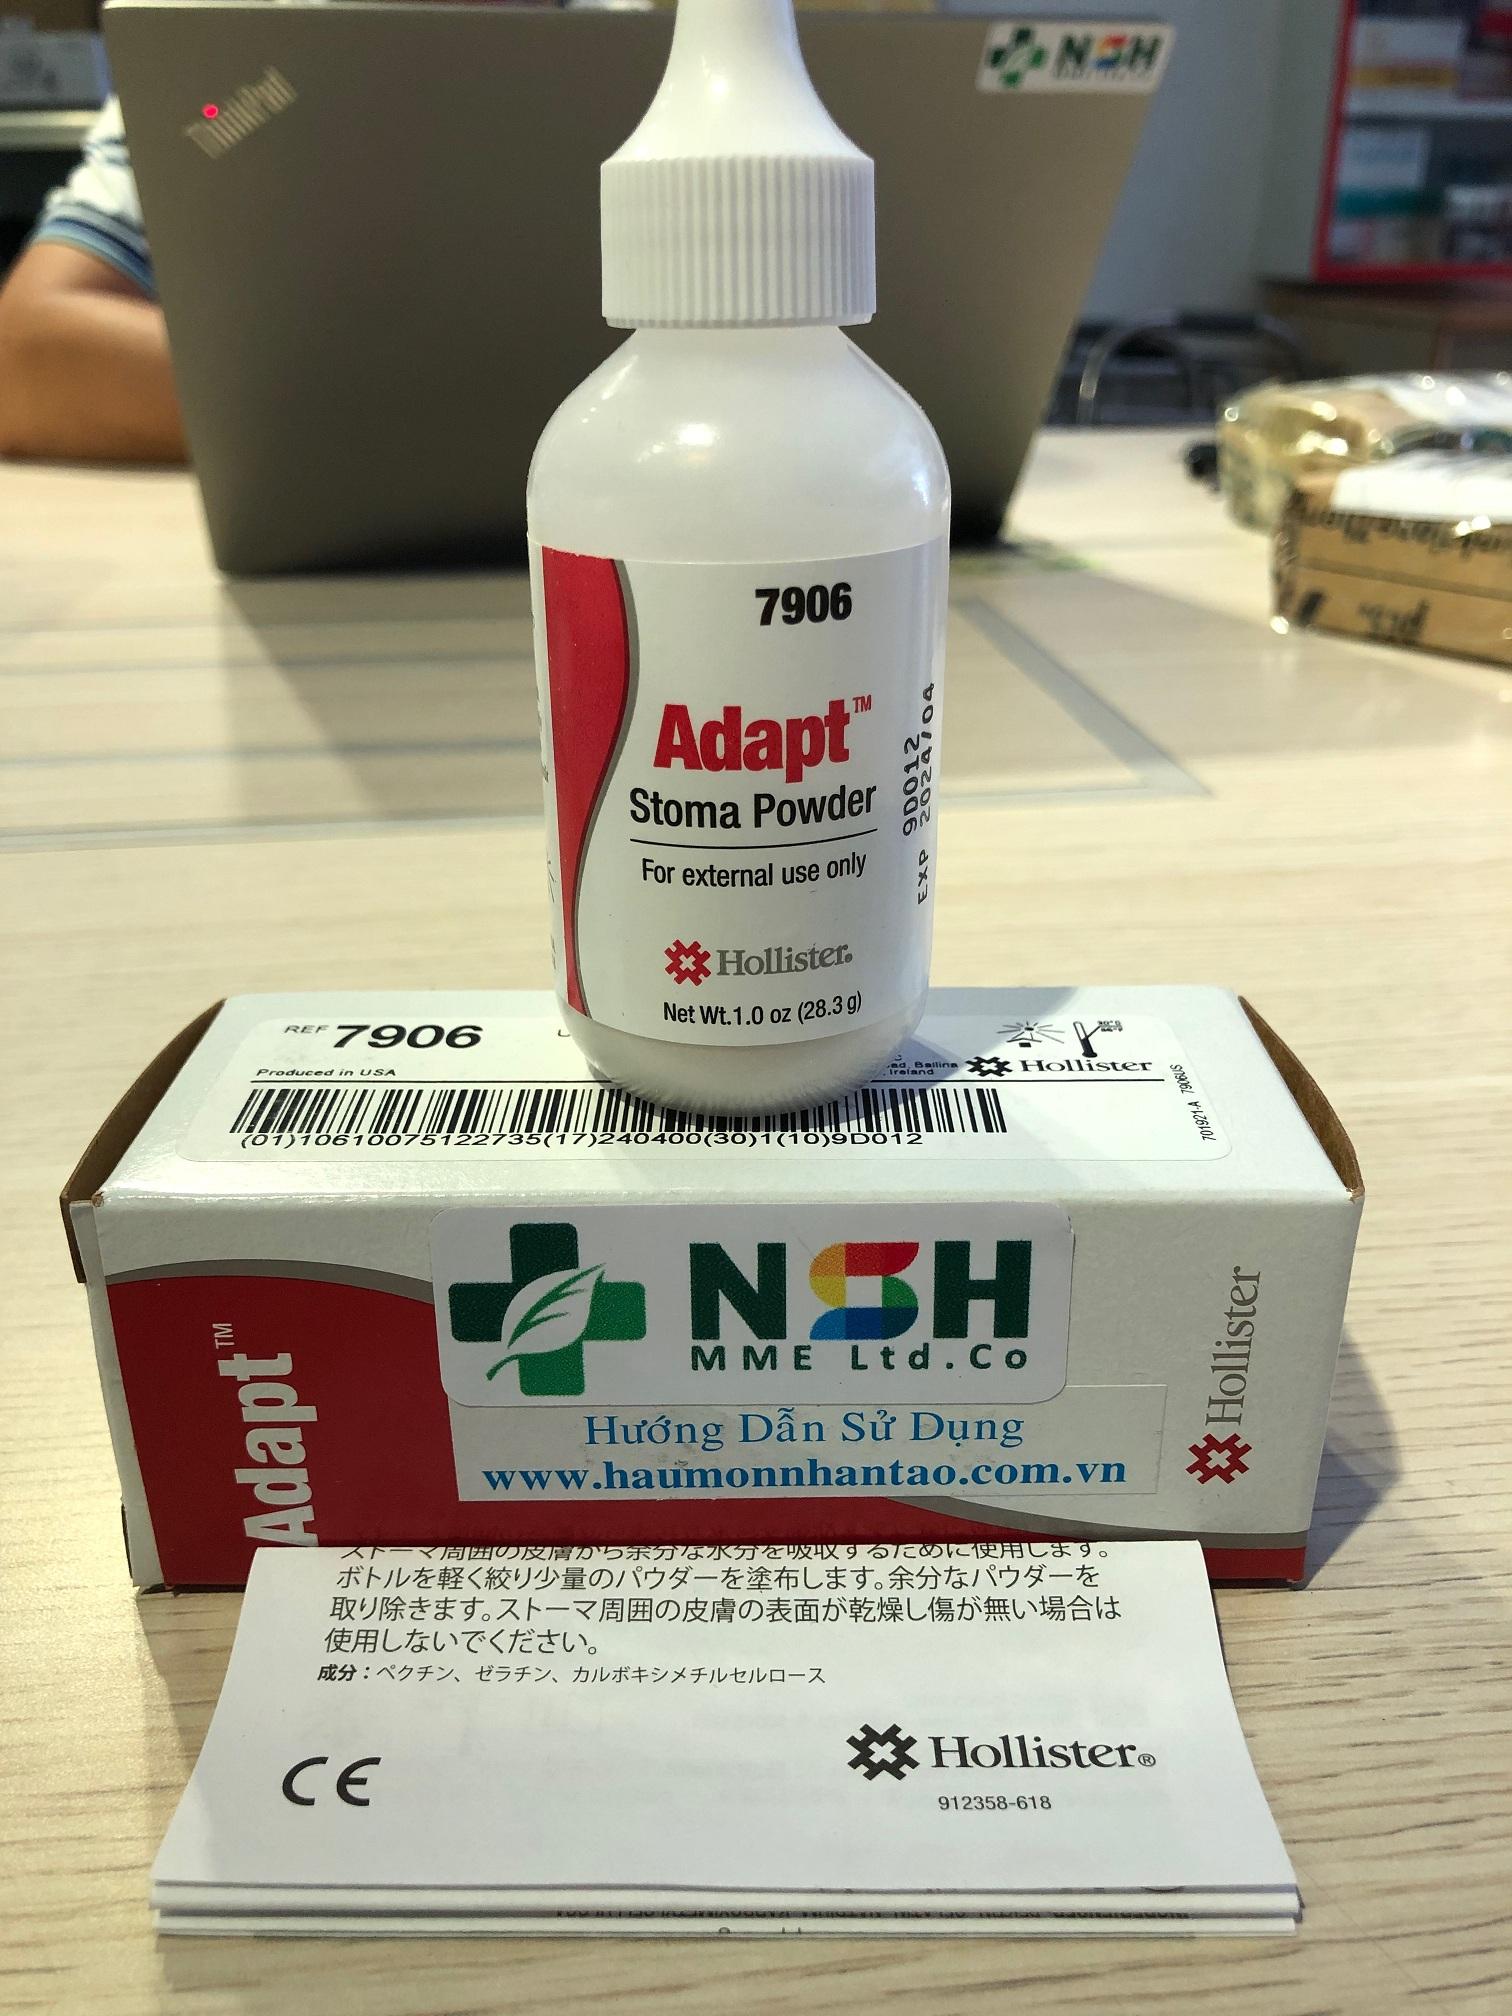 ThinkPad
NSH
7906
Adapt™
Stoma Powder
For external use only
Hollister.
Net Wt.1.0 oz (28.3 g)
9D012
EXP 2024/04
REF 7906
Produced in USA
ad, Ballina
, Ireland
Hollister
(01)10610075122735(17)240400(30)1(10)9D012
701921-A 7906US
NSH
MME Ltd.Co
Hướng Dẫn Sử Dụng
www.haumonnhantao.com.vn
Adapt™
Hollister
ストーマ周囲の皮膚から余分な水分を吸収するために使用します。
ボトルを軽く絞り少量のパウダーを塗布します。余分なパウダーを
取り除きます。ストーマ周囲の皮膚の表面が乾燥し傷が無い場合は
使用しないでください。
成分：ペクチン、ゼラチン、カルボキシメチルセルロース
CE
Hollister®
912358-618